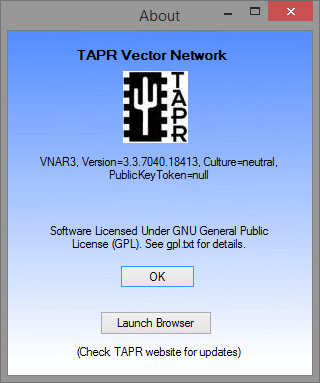 About
TAPR Vector Network
TAPR
VNAR3, Version=3.3.7040.18413, Culture=neutral,
PublicKeyToken=null
Software Licensed Under GNU General Public
License (GPL). See gpl.txt for details.
OK
Launch Browser
(Check TAPR website for updates)